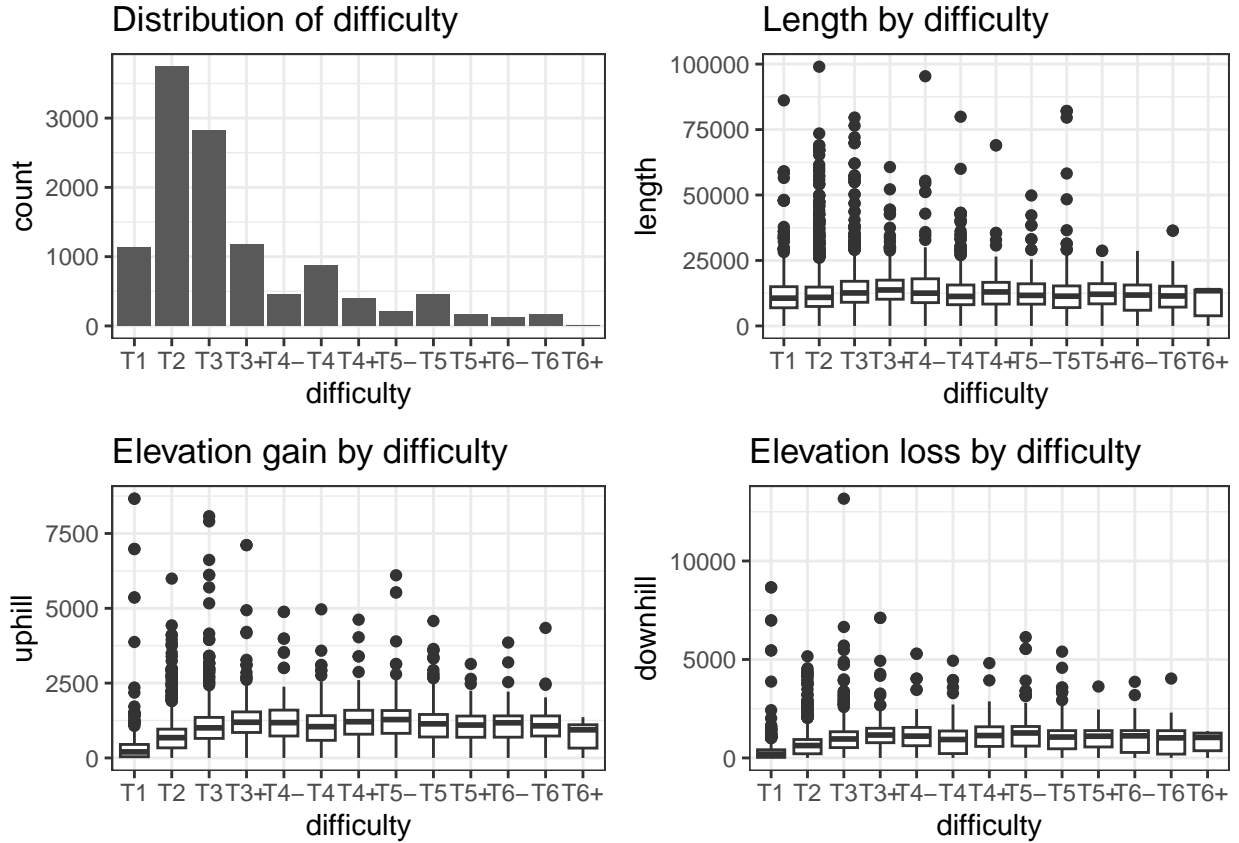 Distribution of difficulty
count
3000
2000
1000
0
T1 T2 T3 T3+ T4− T4 T4+ T5− T5 T5+ T6− T6 T6+
difficulty
Length by difficulty
length
100000
75000
50000
25000
0
T1 T2 T3 T3+ T4− T4 T4+ T5− T5 T5+ T6− T6 T6+
difficulty
Elevation gain by difficulty
uphill
7500
5000
2500
0
T1 T2 T3 T3+ T4− T4 T4+ T5− T5 T5+ T6− T6 T6+
difficulty
Elevation loss by difficulty
downhill
10000
5000
0
T1 T2 T3 T3+ T4− T4 T4+ T5− T5 T5+ T6− T6 T6+
difficulty